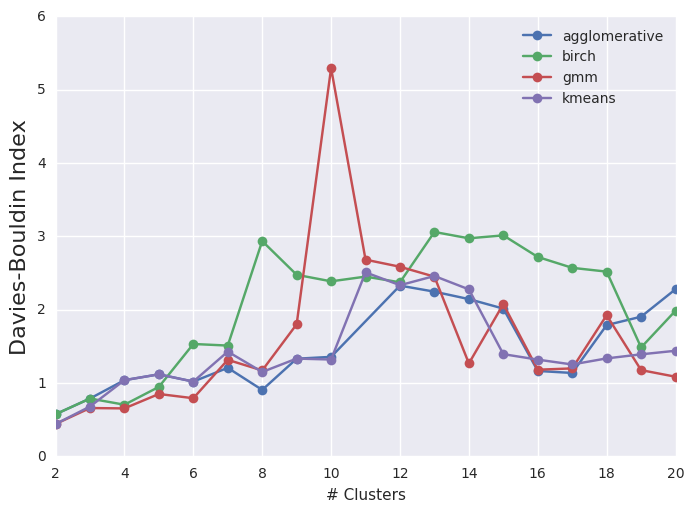 6
5
4
3
2
1
0
Davies-Bouldin Index
agglomerative
birch
gmm
kmeans
2 4 6 8 10 12 14 16 18 20
# Clusters